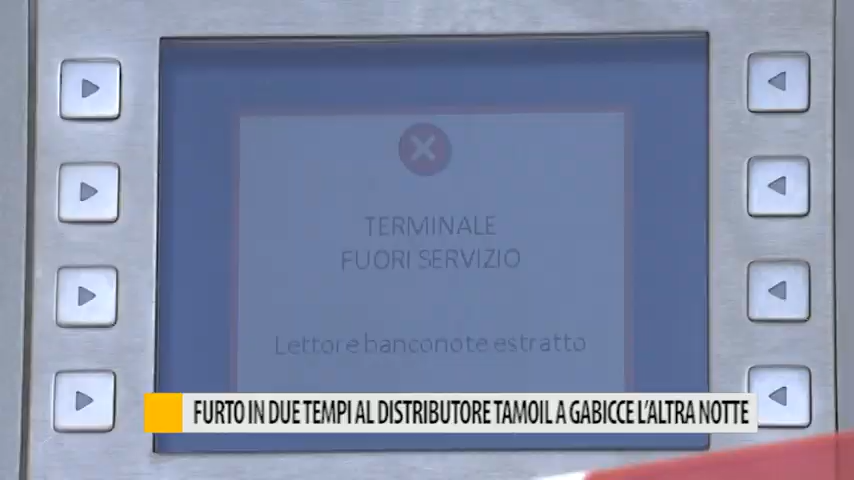 TERMINALE
FUORI SERVIZIO
Lettore banconote estratto
FURTO IN DUE TEMPI AL DISTRIBUTORE TAMOIL A GABICCE L'ALTRA NOTTE